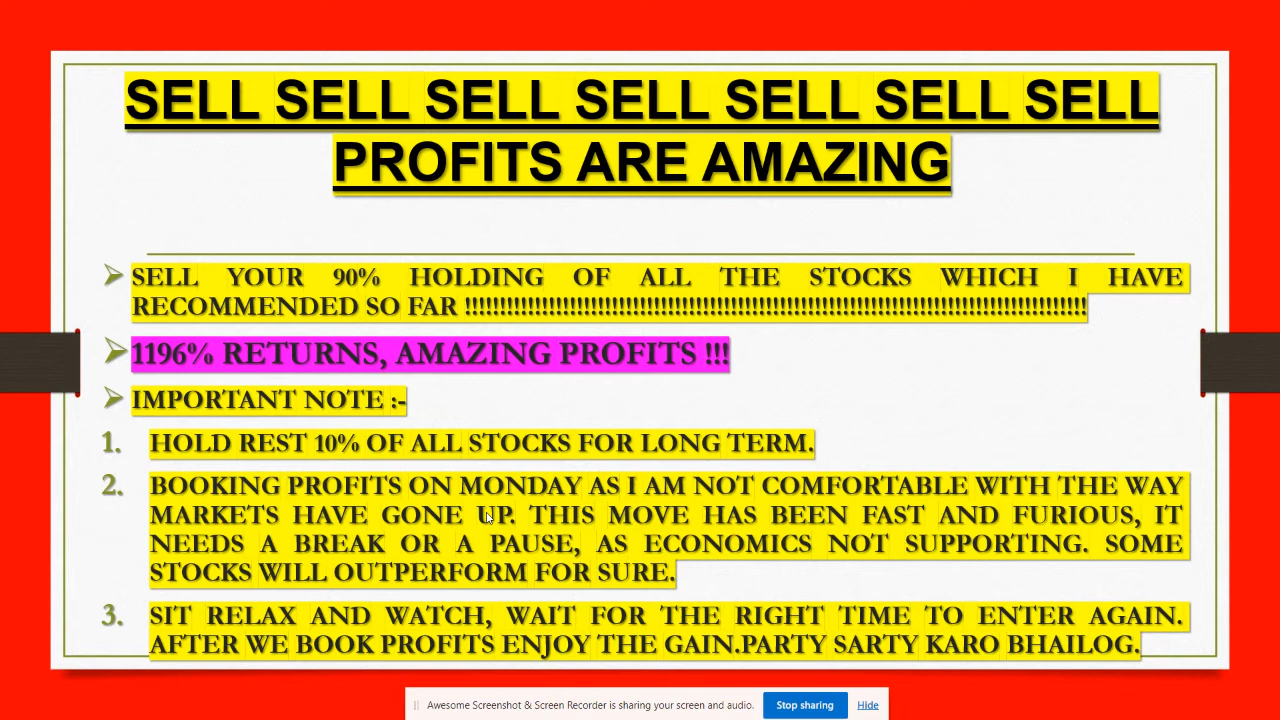 SELL SELL SELL SELL SELL SELL SELL
PROFITS ARE AMAZING
SELL YOUR 90% HOLDING OF ALL THE STOCKS WHICH I HAVE
RECOMMENDED SO FAR !!!!!!!!!!!!!!!!!!!!!!!!!!!!!!!!!!!!!!!!!!!!!!!!!!!!!!!!!!!!!!!!!!!!!!!!!!!!!!!!!!!!!!!!!
1196% RETURNS, AMAZING PROFITS !!!
IMPORTANT NOTE :-
1. HOLD REST 10% OF ALL STOCKS FOR LONG TERM.
2. BOOKING PROFITS ON MONDAY AS I AM NOT COMFORTABLE WITH THE WAY
MARKETS HAVE GONE UP. THIS MOVE HAS BEEN FAST AND FURIOUS, IT
NEEDS A BREAK OR A PAUSE, AS ECONOMICS NOT SUPPORTING. SOME
STOCKS WILL OUTPERFORM FOR SURE.
3. SIT RELAX AND WATCH, WAIT FOR THE RIGHT TIME TO ENTER AGAIN.
AFTER WE BOOK PROFITS ENJOY THE GAIN.PARTY SARTY KARO BHAILOG.
Awesome Screenshot & Screen Recorder is sharing your screen and audio. Stop sharing Hide